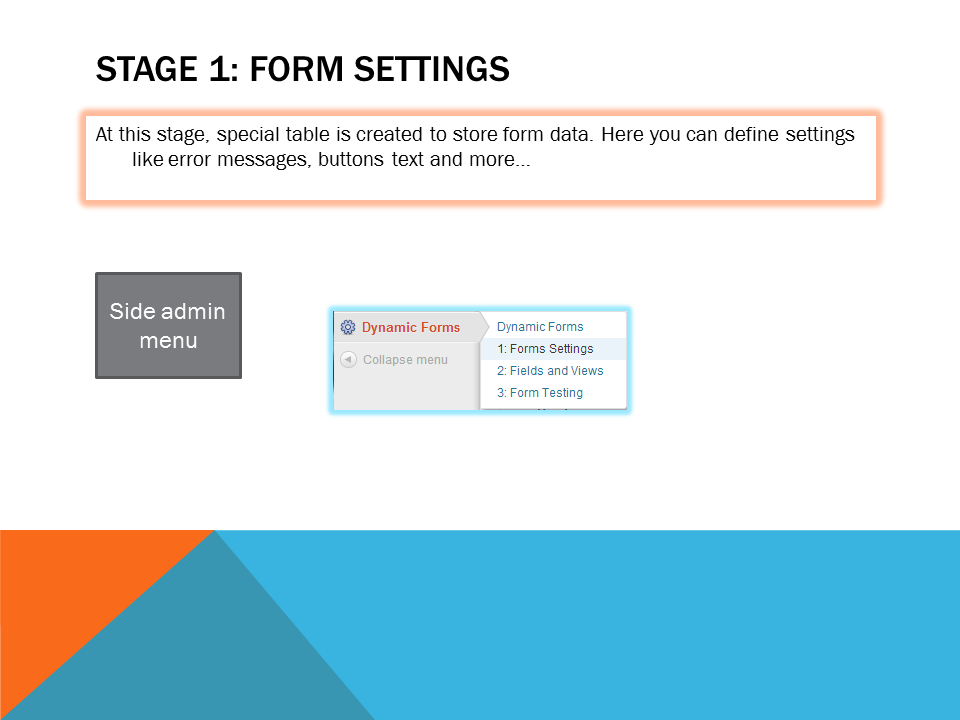 STAGE 1: FORM SETTINGS
At this stage, special table is created to store form data. Here you can define settings
like error messages, buttons text and more...
Side admin
menu
Dynamic Forms
Collapse menu
Dynamic Forms
1: Forms Settings
2: Fields and Views
3: Form Testing